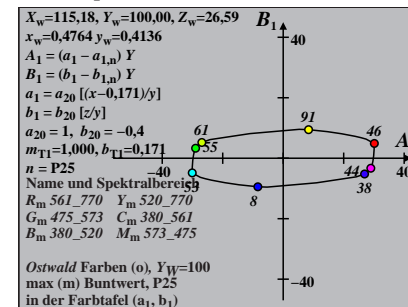 X_w=115,18, Y_w=100,00, Z_w=26,59
x_w=0,4764 y_w=0,4136
A_1 = (a_1 − a_1,n) Y
B_1 = (b_1 − b_1,n) Y
a_1 = a_20 [(x−0,171)/y]
b_1 = b_20 [z/y]
a_20 = 1, b_20 = −0,4
m_T1=1,000, b_T1=0,171
n = P25
Name und Spektralbereich
R_m 561_770 Y_m 520_770
G_m 475_573 C_m 380_561
B_m 380_520 M_m 573_475
Ostwald Farben (o), Y_W=100
max (m) Buntwert, P25
in der Farbtafel (a_1, b_1)
B_1
40
91
61
55
46
A
−40
40
44
38
8
−40